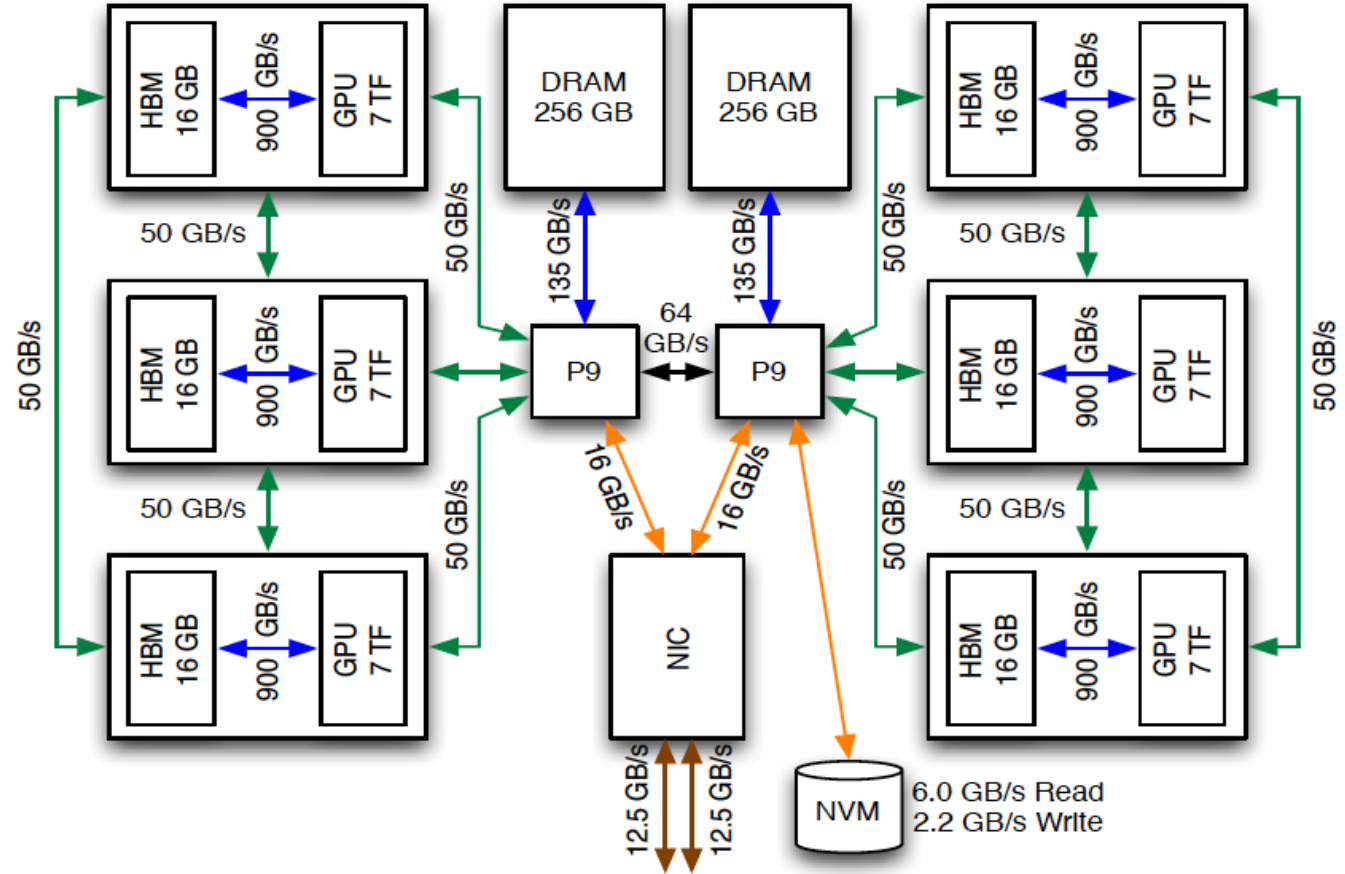 HBM
16 GB
900 GB/s
GPU
7 TF
DRAM
256 GB
DRAM
256 GB
HBM
16 GB
900 GB/s
GPU
7 TF
50 GB/s
50 GB/s
135 GB/s
135 GB/s
50 GB/s
50 GB/s
50 GB/s
HBM
16 GB
900 GB/s
GPU
7 TF
P9
64
GB/s
P9
HBM
16 GB
900 GB/s
GPU
7 TF
50 GB/s
50 GB/s
50 GB/s
16 GB/s
16 GB/s
50 GB/s
50 GB/s
HBM
16 GB
900 GB/s
GPU
7 TF
NIC
HBM
16 GB
900 GB/s
GPU
7 TF
12.5 GB/s
12.5 GB/s
NVM
6.0 GB/s Read
2.2 GB/s Write